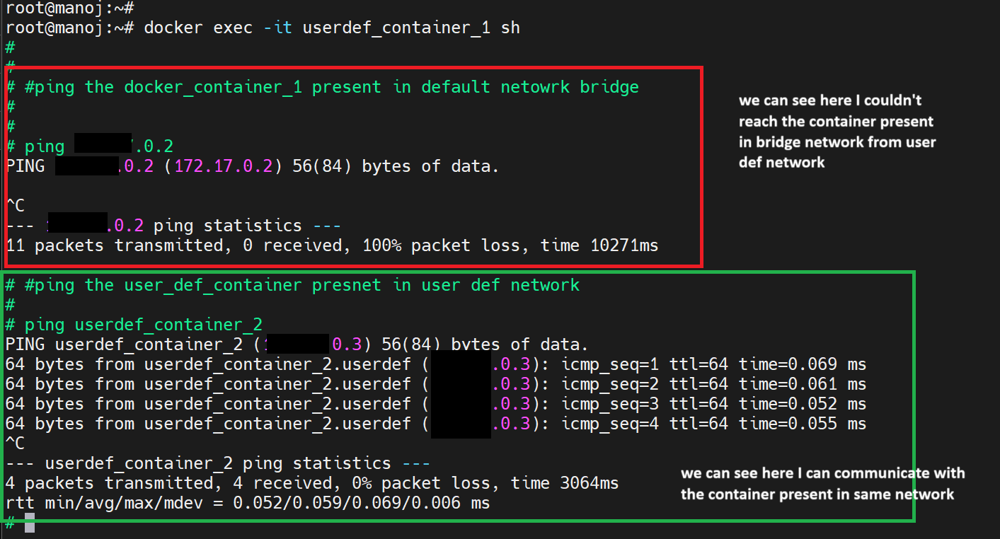 root@manoj:~#
root@manoj:~# docker exec -it userdef_container_1 sh
#
#
# #ping the docker_container_1 present in default netowrk bridge
#
#
# ping .0.2
PING .0.2 (172.17.0.2) 56(84) bytes of data.
^C
--- .0.2 ping statistics ---
11 packets transmitted, 0 received, 100% packet loss, time 10271ms
we can see here I couldn't
reach the container present
in bridge network from user
def network
# #ping the user_def_container presnet in user def network
#
# ping userdef_container_2
PING userdef_container_2 ( 0.3) 56(84) bytes of data.
64 bytes from userdef_container_2.userdef ( .0.3): icmp_seq=1 ttl=64 time=0.069 ms
64 bytes from userdef_container_2.userdef ( .0.3): icmp_seq=2 ttl=64 time=0.061 ms
64 bytes from userdef_container_2.userdef ( .0.3): icmp_seq=3 ttl=64 time=0.052 ms
64 bytes from userdef_container_2.userdef ( .0.3): icmp_seq=4 ttl=64 time=0.055 ms
^C
--- userdef_container_2 ping statistics ---
4 packets transmitted, 4 received, 0% packet loss, time 3064ms
rtt min/avg/max/mdev = 0.052/0.059/0.069/0.006 ms
#
we can see here I can communicate with
the container present in same network